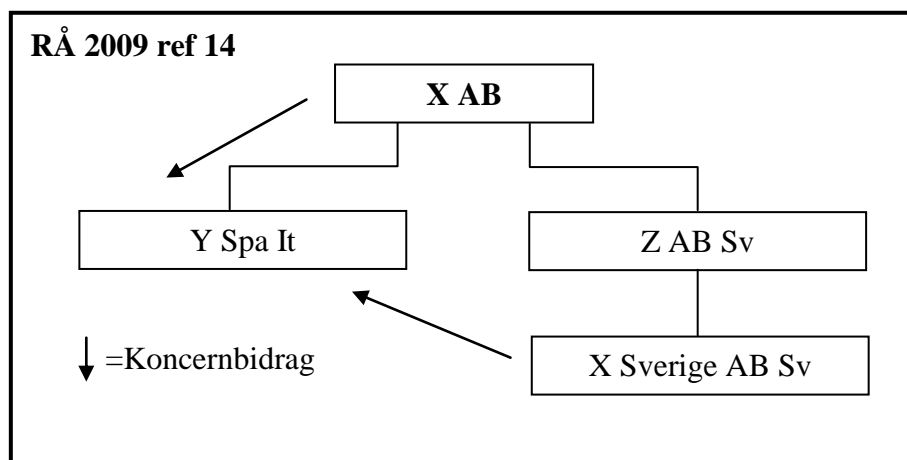 RÅ 2009 ref 14
X AB
Y Spa It
Z AB Sv
=Koncernbidrag
X Sverige AB Sv